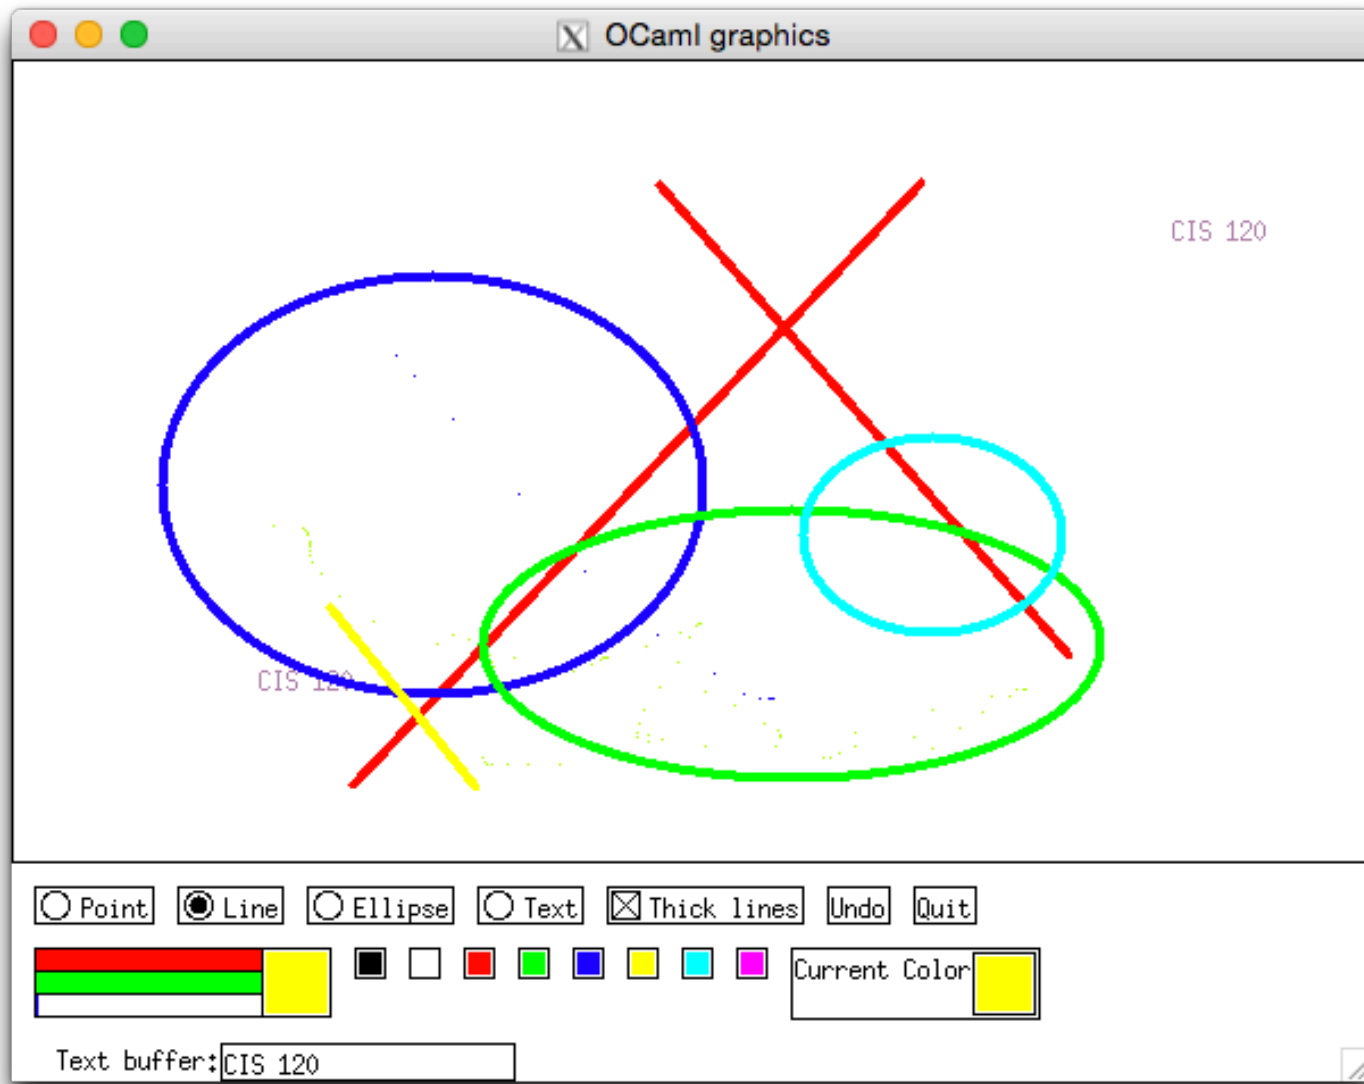 OCaml graphics
CIS 120
CIS 120
Point Line Ellipse Text Thick lines Undo Quit
Current Color
Text buffer: CIS 120